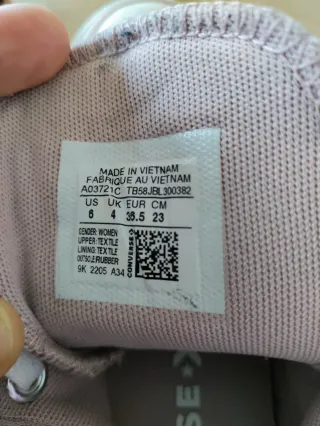 MADE IN VIETNAM
FABRIQUE AU VIETNAM
A03721C TB58JBL300382
US UK EUR CM
6 4 36.5 23
GENDER: WOMEN
UPPER: TEXTILE
LINING: TEXTILE
OUTSOLE: RUBBER
9K 2205 A34
CONVERSE